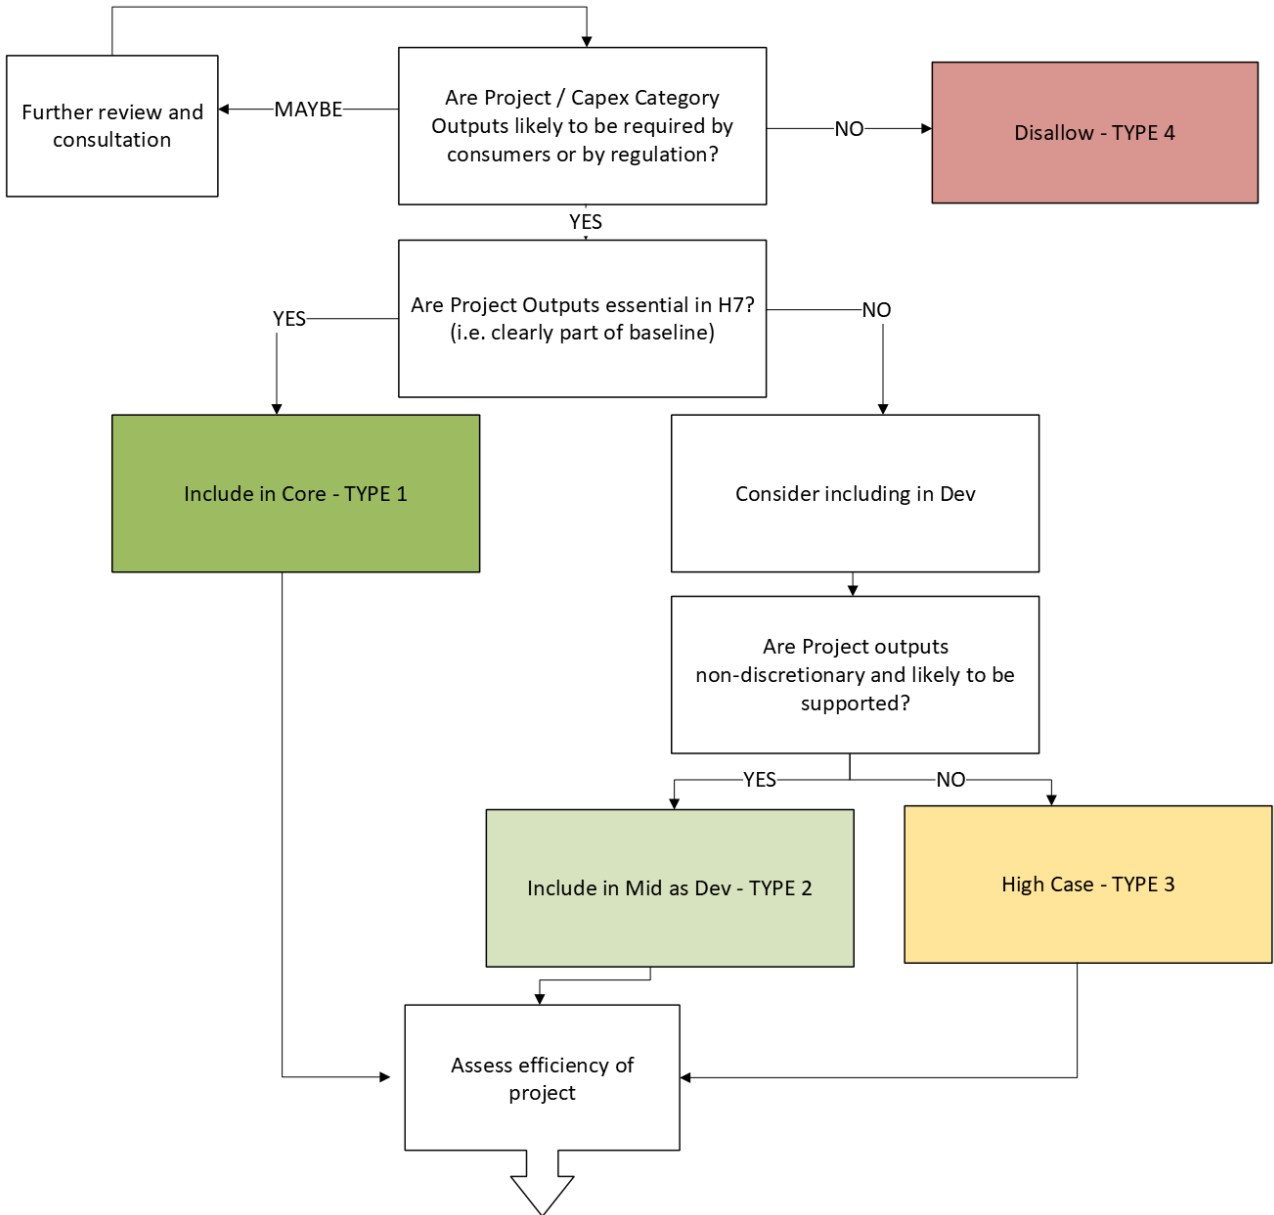 Further review and
consultation
MAYBE
Are Project / Capex Category
Outputs likely to be required by
consumers or by regulation?
NO
Disallow - TYPE 4
YES
Are Project Outputs essential in H7?
(i.e. clearly part of baseline)
YES
NO
Include in Core - TYPE 1
Consider including in Dev
Are Project outputs
non-discretionary and likely to be
supported?
YES
NO
Include in Mid as Dev - TYPE 2
High Case - TYPE 3
Assess efficiency of
project